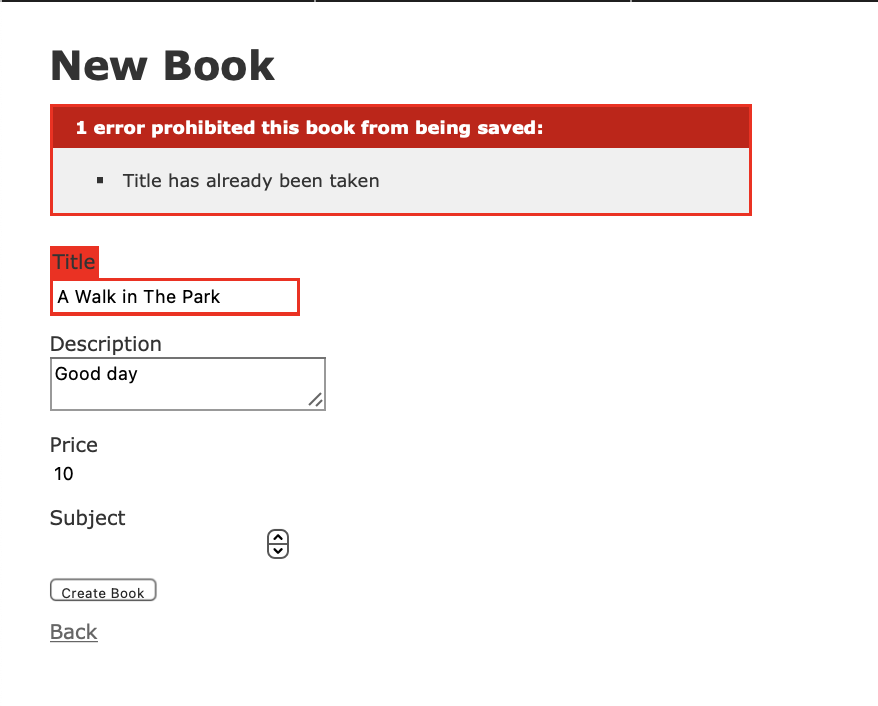 New Book
1 error prohibited this book from being saved:
Title has already been taken
Title
A Walk in The Park
Description
Good day
Price
10
Subject
Create Book
Back